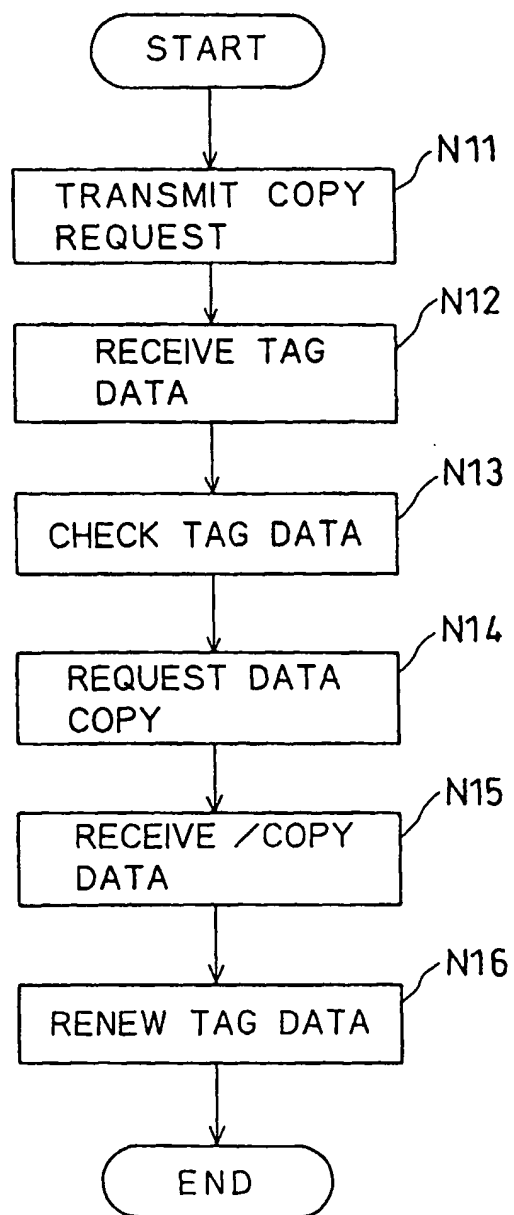 START
N11
TRANSMIT COPY
REQUEST
N12
RECEIVE TAG
DATA
N13
CHECK TAG DATA
N14
REQUEST DATA
COPY
N15
RECEIVE /COPY
DATA
N16
RENEW TAG DATA
END